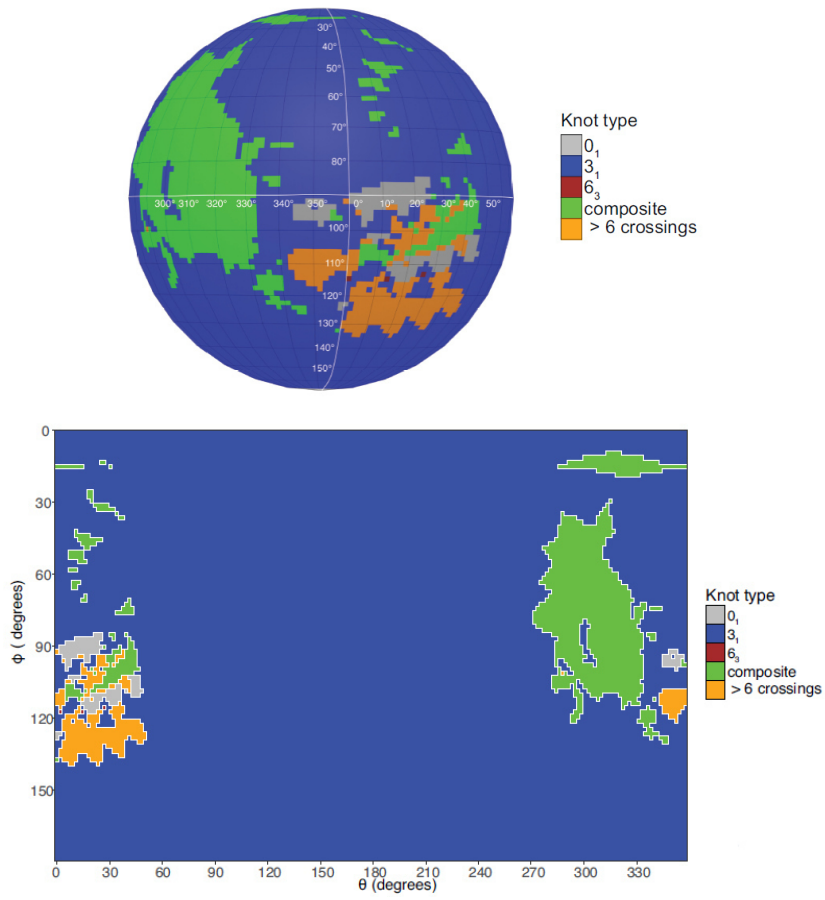 30°
40°
50°
60°
70°
80°
300° 310° 320° 330° 340° 350° 0° 10° 20° 30° 40° 50°
100°
110°
120°
130°
140°
150°
Knot type
0₁
3₁
6₃
composite
> 6 crossings
0
30
60
90
120
150
ϕ ( degrees)
0 30 60 90 120 150 180 210 240 270 300 330
θ (degrees)
Knot type
0₁
3₁
6₃
composite
> 6 crossings